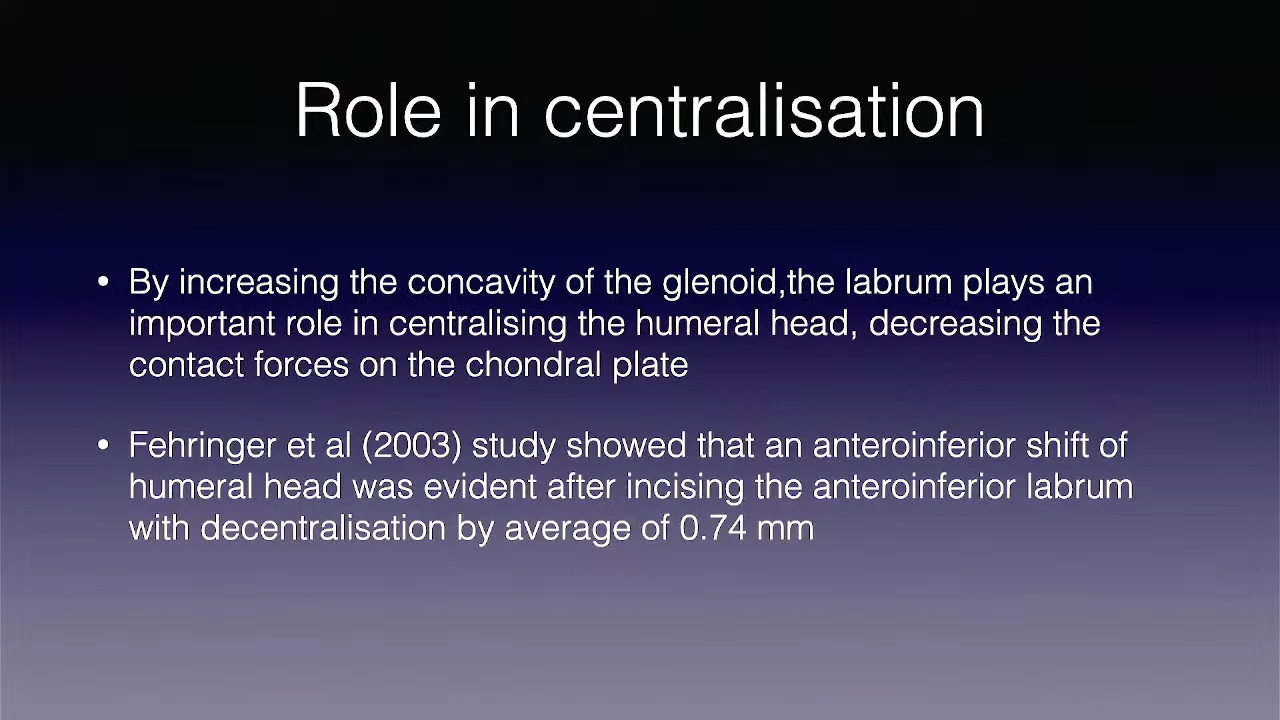 Role in centralisation
• By increasing the concavity of the glenoid,the labrum plays an
important role in centralising the humeral head, decreasing the
contact forces on the chondral plate
• Fehringer et al (2003) study showed that an anteroinferior shift of
humeral head was evident after incising the anteroinferior labrum
with decentralisation by average of 0.74 mm